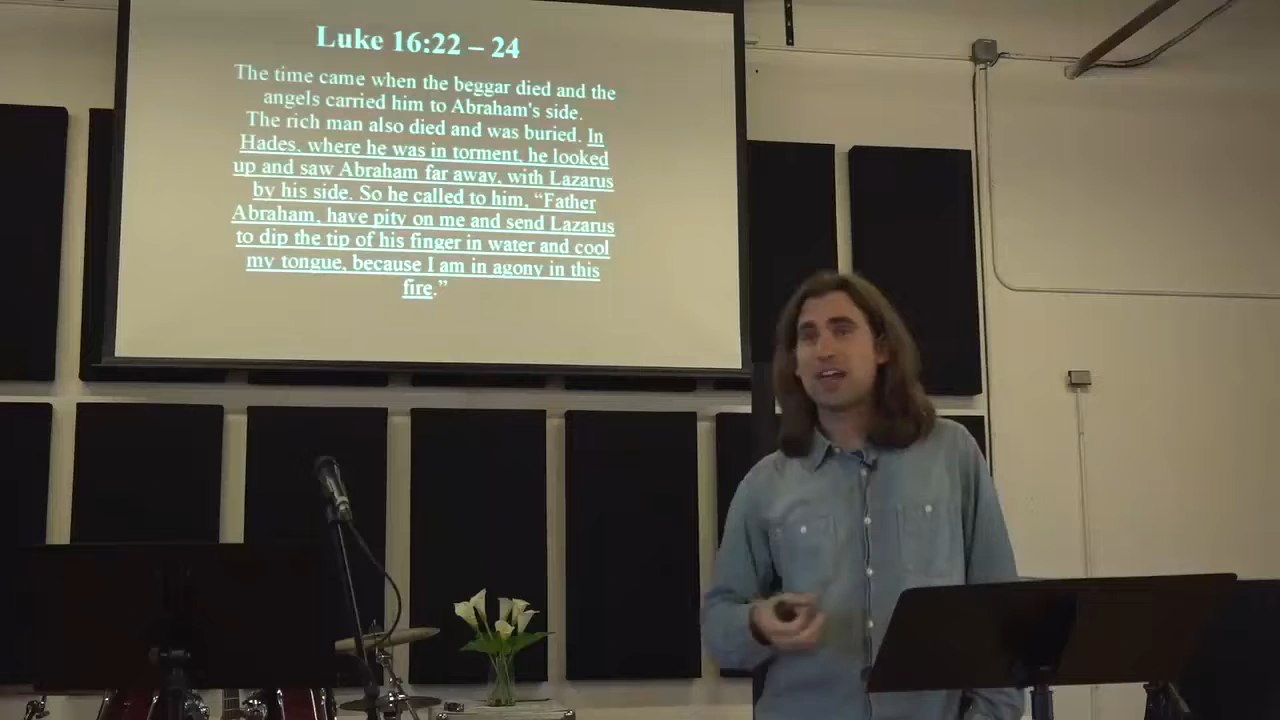 Luke 16:22 – 24
The time came when the beggar died and the
angels carried him to Abraham's side.
The rich man also died and was buried. In
Hades, where he was in torment, he looked
up and saw Abraham far away, with Lazarus
by his side. So he called to him, “Father
Abraham, have pity on me and send Lazarus
to dip the tip of his finger in water and cool
my tongue, because I am in agony in this
fire.”